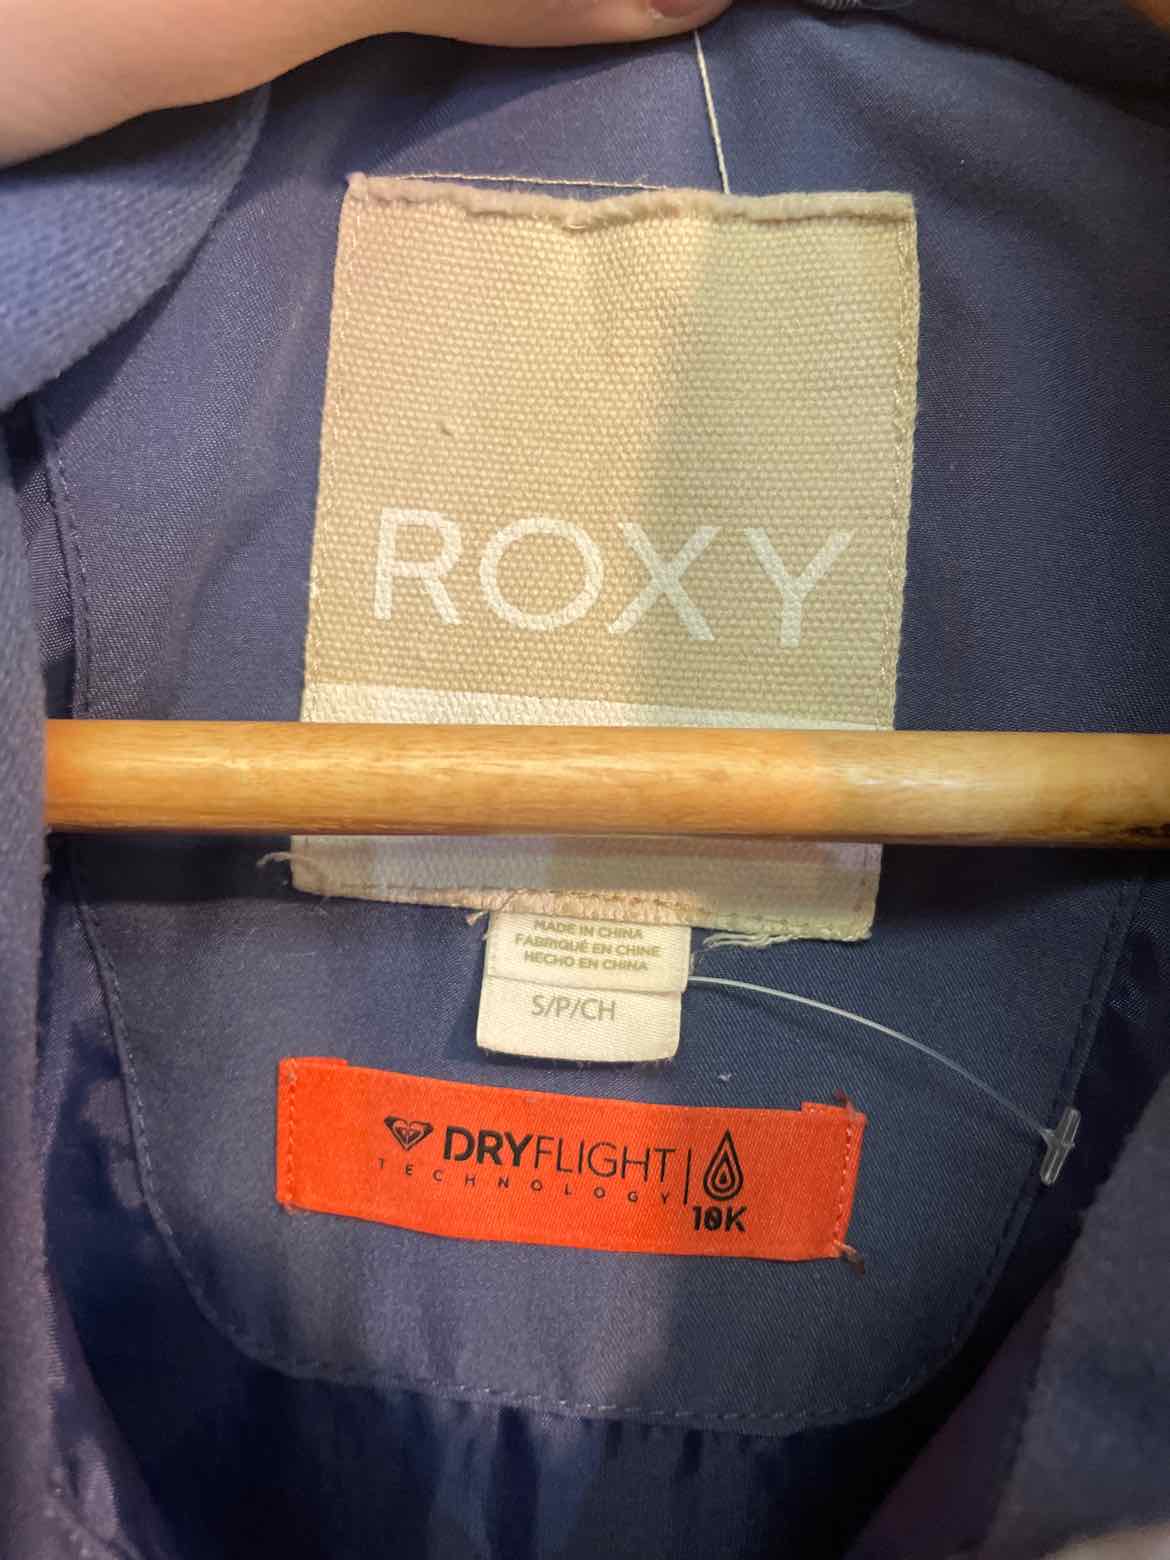 ROXY
MADE IN CHINA
FABRIQUÉ EN CHINE
HECHO EN CHINA
S/P/CH
DRYFLIGHT
TECHNOLOGY
10K